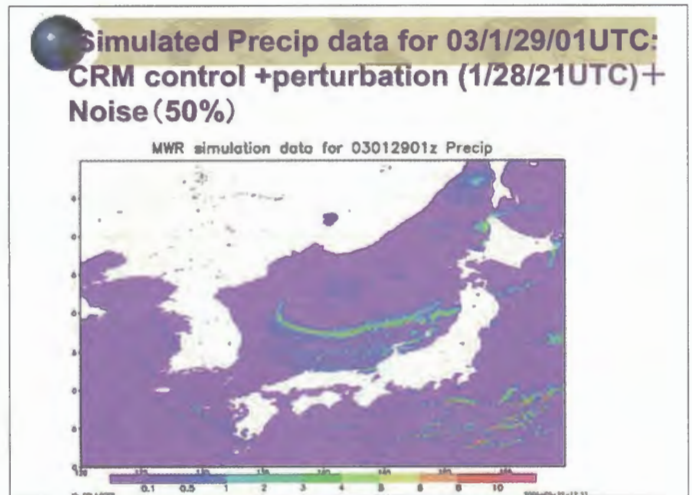 Simulated Precip data for 03/1/29/01UTC:
CRM control +perturbation (1/28/21UTC)＋
Noise（50%）
MWR simulation data for 03012901z Precip
0.1 0.5 1 2 3 4 5 6 8 10